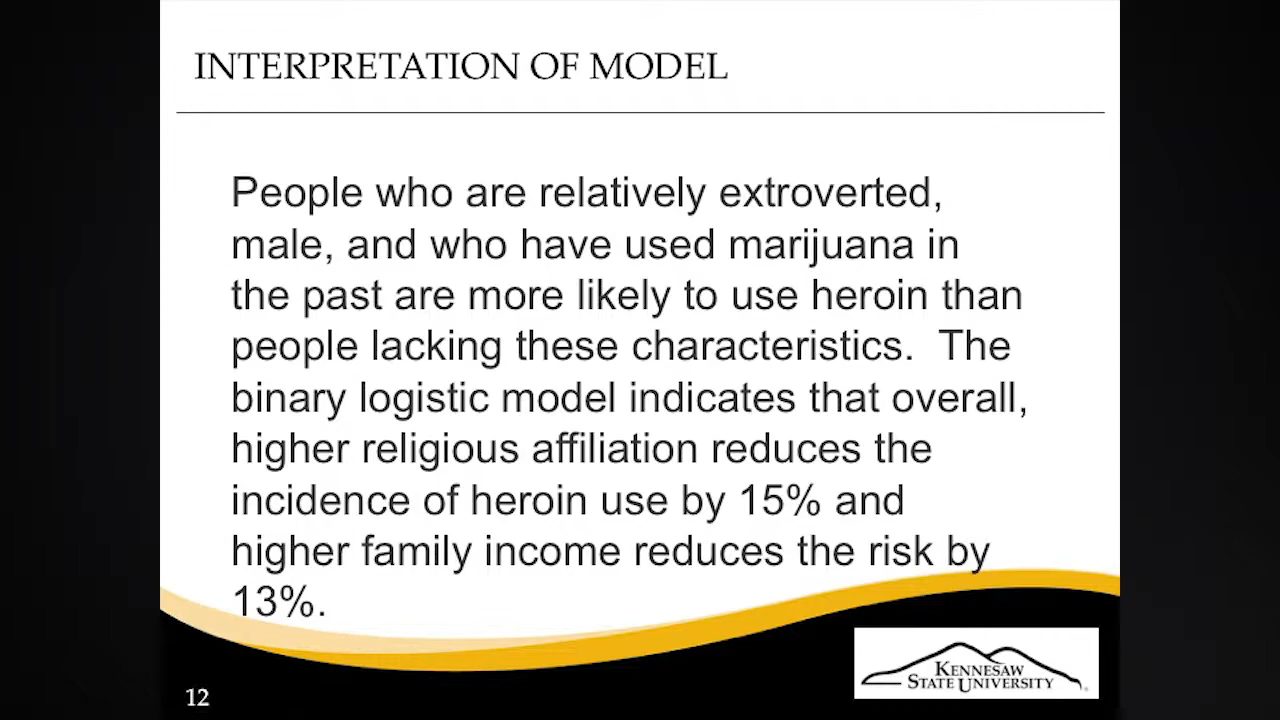 INTERPRETATION OF MODEL
People who are relatively extroverted,
male, and who have used marijuana in
the past are more likely to use heroin than
people lacking these characteristics.  The
binary logistic model indicates that overall,
higher religious affiliation reduces the
incidence of heroin use by 15% and
higher family income reduces the risk by
13%.
KENNESAW
STATE UNIVERSITY
12